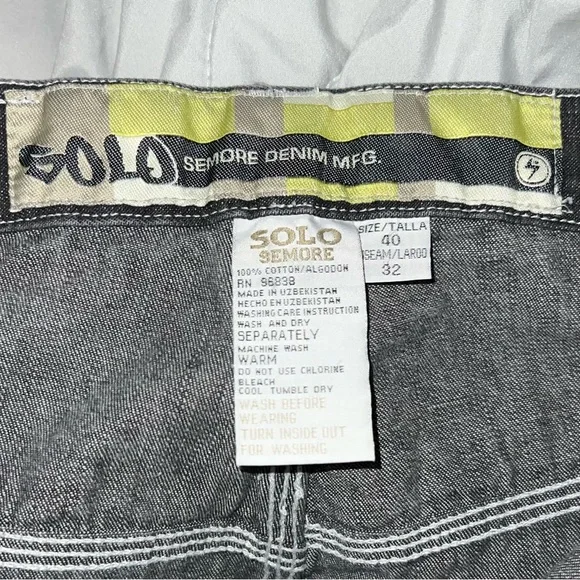 SOLO SEMORE DENIM MFG.
SOLO
SEMORE
100% COTTON/ALGODON
RN 96838
MADE IN UZBEKISTAN
HECHO EN UZBEKISTAN
WASHING CARE INSTRUCTION
WASH AND DRY
SEPARATELY
MACHINE WASH
WARM
DO NOT USE CHLORINE
BLEACH
COOL TUMBLE DRY
WASH BEFORE
WEARING
TURN INSIDE OUT
FOR WASHING
SIZE/TALLA
40
NSEAM/LARGO
32